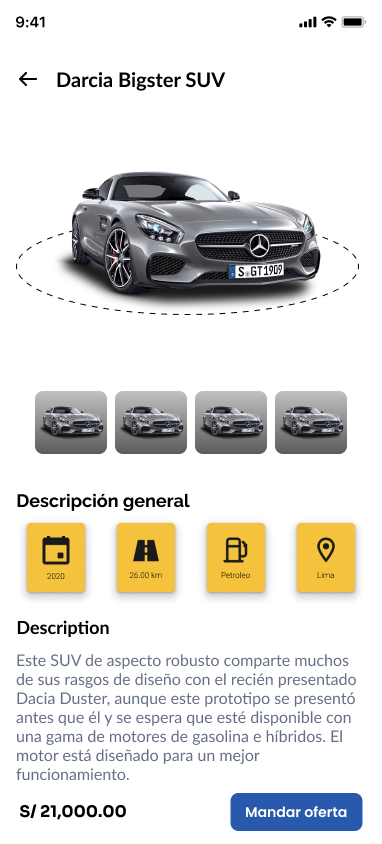 9:41
Darcia Bigster SUV
S GT1909
Descripción general
2020
26.00 km
Petroleo
Lima
Description
Este SUV de aspecto robusto comparte muchos
de sus rasgos de diseño con el recién presentado
Dacia Duster, aunque este prototipo se presentó
antes que él y se espera que esté disponible con
una gama de motores de gasolina e híbridos. El
motor está diseñado para un mejor
funcionamiento.
S/ 21,000.00
Mandar oferta